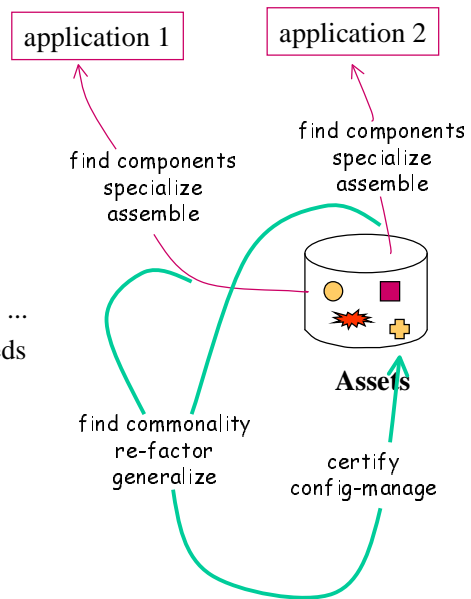 application 1
application 2
find components
specialize
assemble
find components
specialize
assemble
...
eds
Assets
find commonality
re-factor
generalize
certify
config-manage